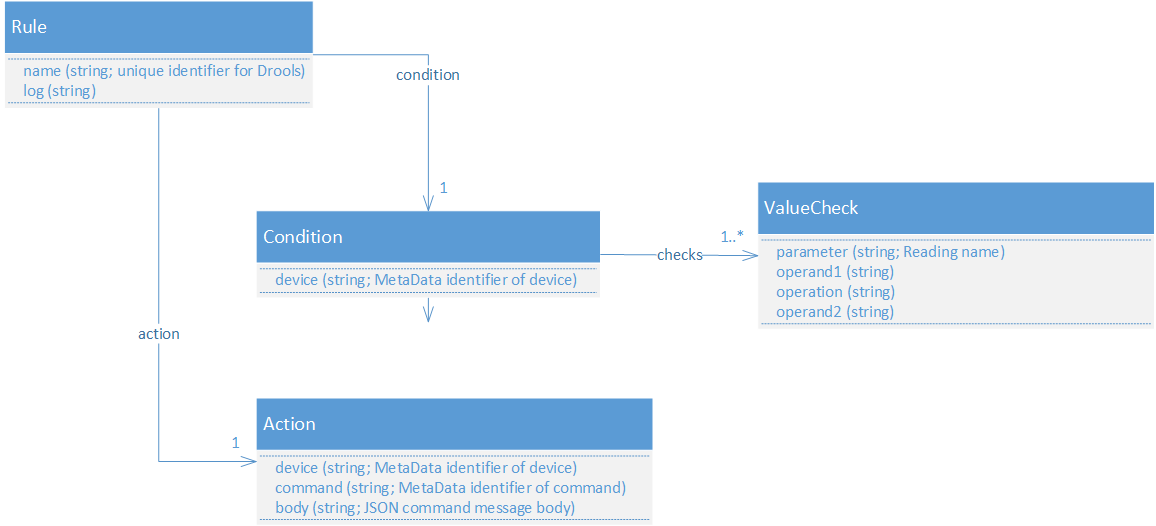 Rule
name (string; unique identifier for Drools)
log (string)
condition
1
Condition
device (string; MetaData identifier of device)
checks
1..*
ValueCheck
parameter (string; Reading name)
operand1 (string)
operation (string)
operand2 (string)
action
1
Action
device (string; MetaData identifier of device)
command (string; MetaData identifier of command)
body (string; JSON command message body)